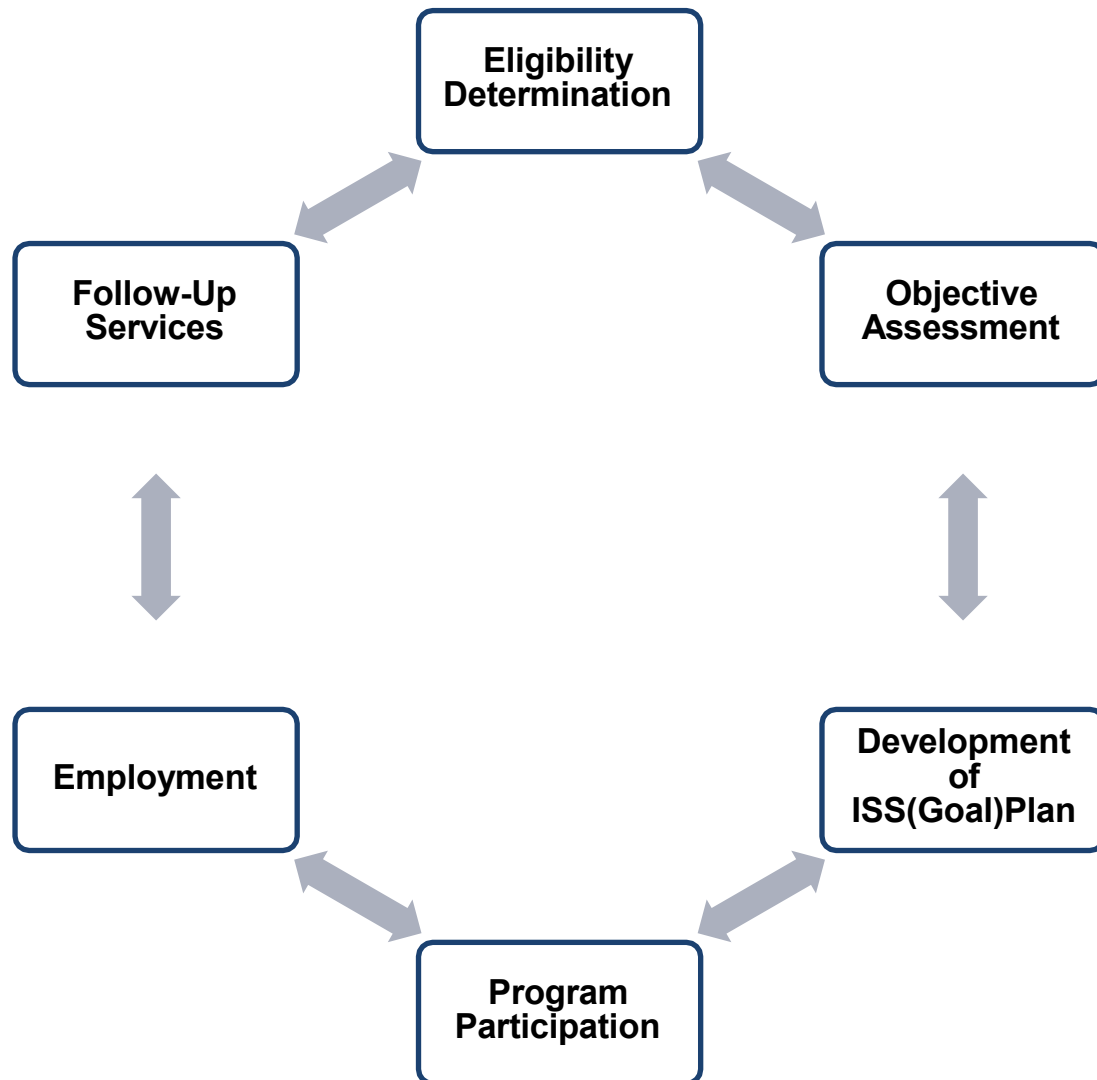 Eligibility
Determination
Objective
Assessment
Development
of
ISS(Goal)Plan
Program
Participation
Employment
Follow-Up
Services